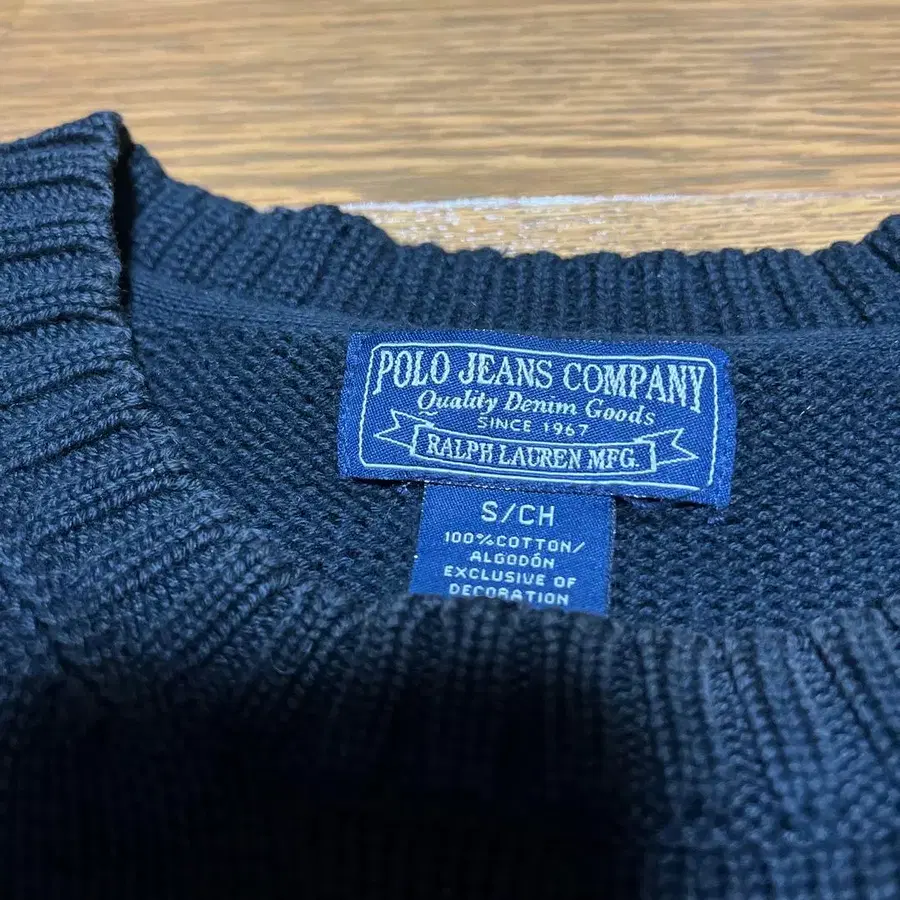 POLO JEANS COMPANY
Quality Denim Goods
SINCE 1967
RALPH LAUREN MFG.
S/CH
100%COTTON/
ALGODÓN
EXCLUSIVE OF
DECORATION